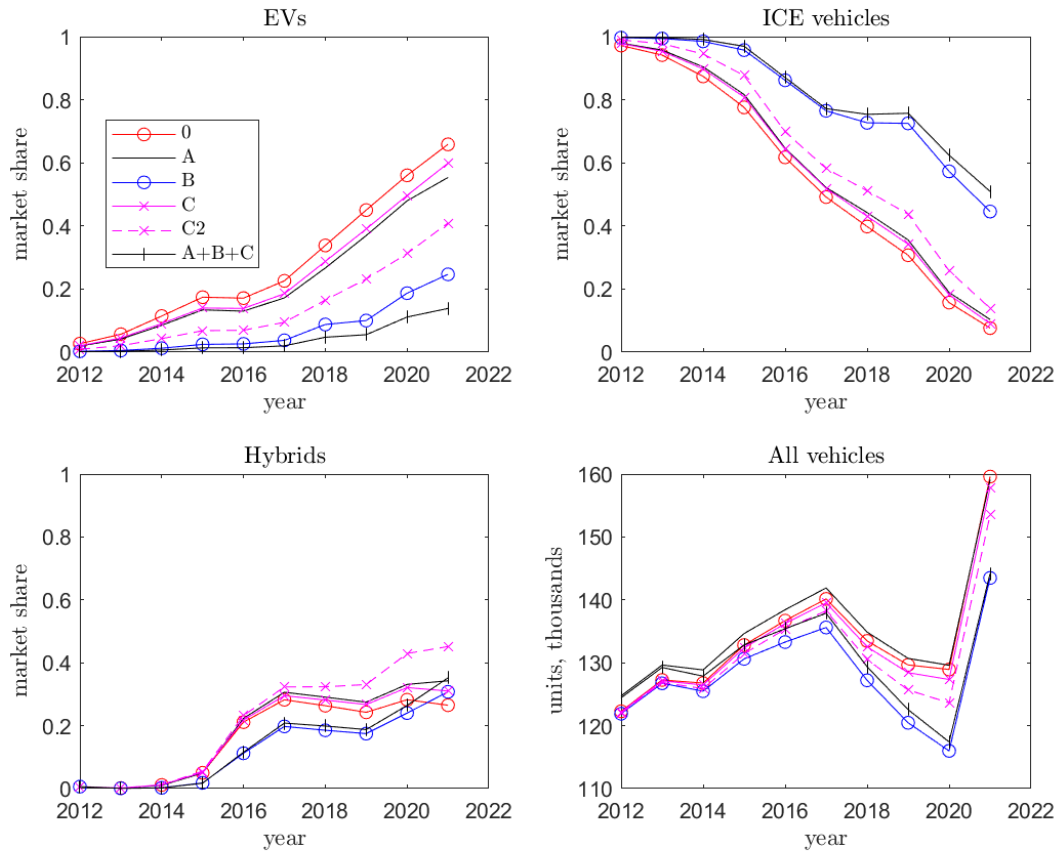 EVs
1
0.8
0.6
0.4
0.2
0
market share
0
A
B
C
C2
A+B+C
2012 2014 2016 2018 2020 2022
year
ICE vehicles
1
0.8
0.6
0.4
0.2
0
market share
2012 2014 2016 2018 2020 2022
year
Hybrids
1
0.8
0.6
0.4
0.2
0
market share
2012 2014 2016 2018 2020 2022
year
All vehicles
160
150
140
130
120
110
units, thousands
2012 2014 2016 2018 2020 2022
year